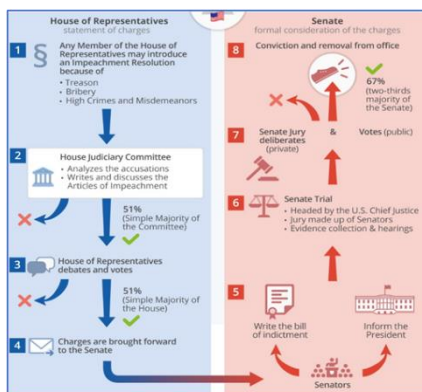 House of Representatives
statement of charges
1
Any Member of the House of
Representatives may introduce
an Impeachment Resolution
because of
• Treason
• Bribery
• High Crimes and Misdemeanors
2
House Judiciary Committee
• Analyzes the accusations
• Writes and discusses the
Articles of Impeachment
51%
(Simple Majority of
the Committee)
3
House of Representatives
debates and votes
51%
(Simple Majority of
the House)
4
Charges are brought forward
to the Senate
Senate
formal consideration of the charges
8
Conviction and removal from office
67%
(two-thirds
majority of
the Senate)
7
Senate Jury
deliberates
(private)
&
Votes (public)
6
Senate Trial
• Headed by the U.S. Chief Justice
• Jury made up of Senators
• Evidence collection & hearings
5
Write the bill
of indictment
Inform the
President
Senators